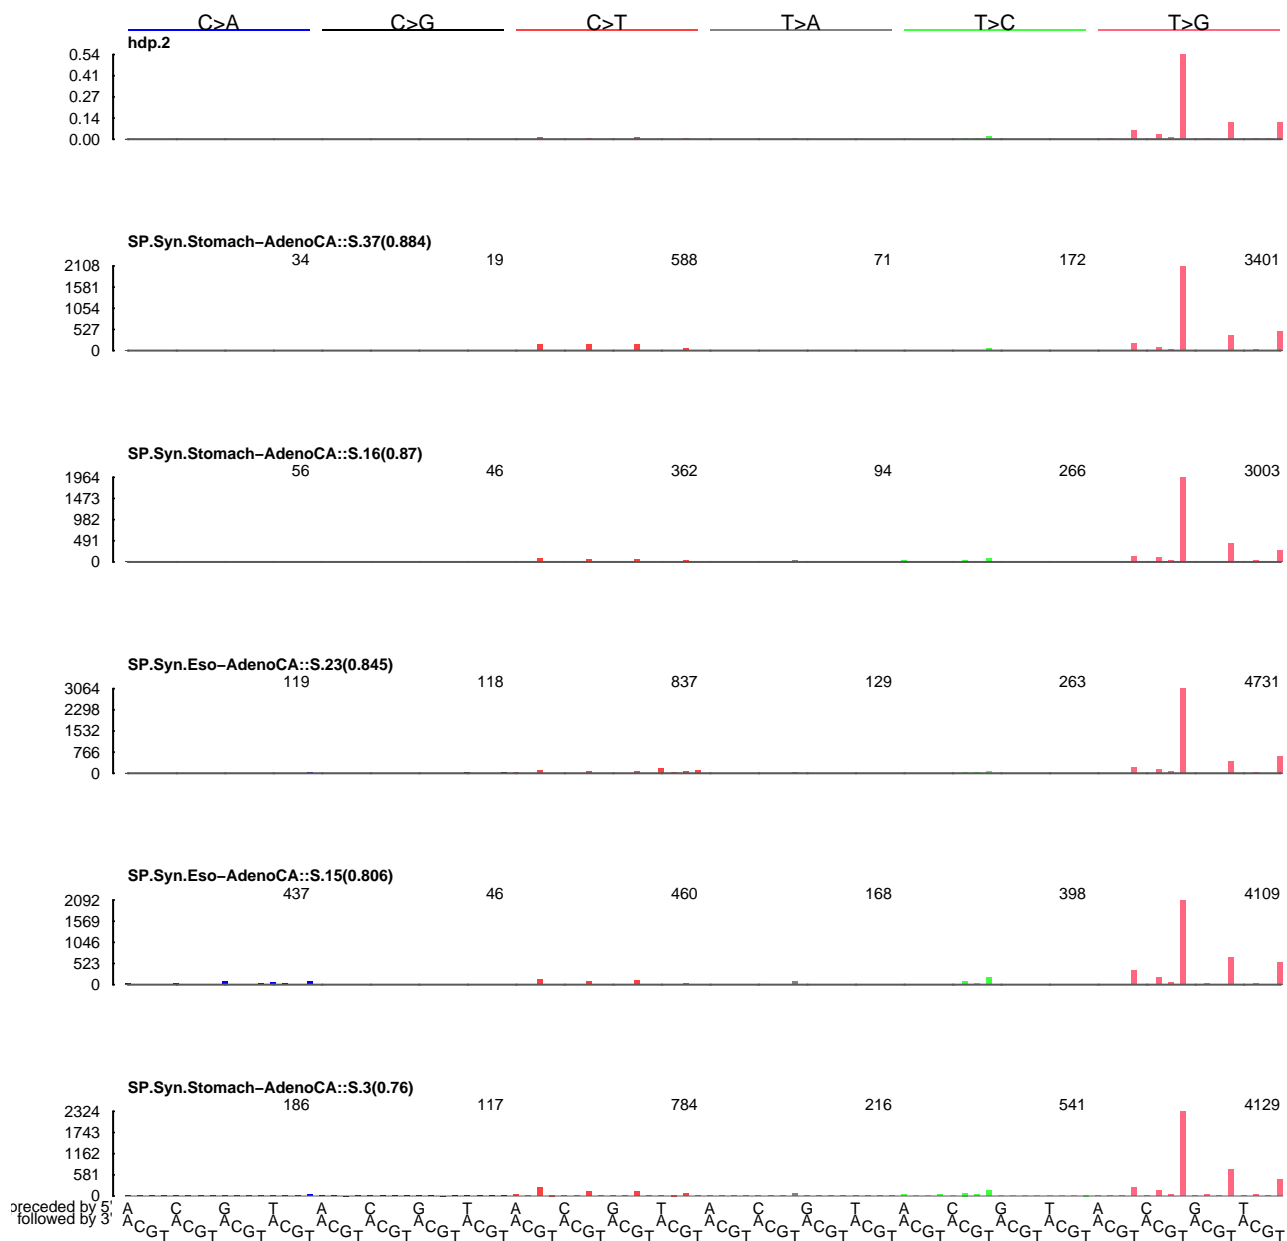 C>A C>G C>T T>A T>C T>G
hdp.2
0.54
0.41
0.27
0.14
0.00
SP.Syn.Stomach−AdenoCA::S.37(0.884)
34 19 588 71 172 3401
2108
1581
1054
527
0
SP.Syn.Stomach−AdenoCA::S.16(0.87)
56 46 362 94 266 3003
1964
1473
982
491
0
SP.Syn.Eso−AdenoCA::S.23(0.845)
119 118 837 129 263 4731
3064
2298
1532
766
0
SP.Syn.Eso−AdenoCA::S.15(0.806)
437 46 460 168 398 4109
2092
1569
1046
523
0
SP.Syn.Stomach−AdenoCA::S.3(0.76)
186 117 784 216 541 4129
2324
1743
1162
581
0
preceded by 5' A C G T A C G T A C G T A C G T A C G T A C G T
followed by 3' A C G T A C G T A C G T A C G T A C G T A C G T A C G T A C G T A C G T A C G T A C G T A C G T A C G T A C G T A C G T A C G T A C G T A C G T A C G T A C G T A C G T A C G T A C G T A C G T